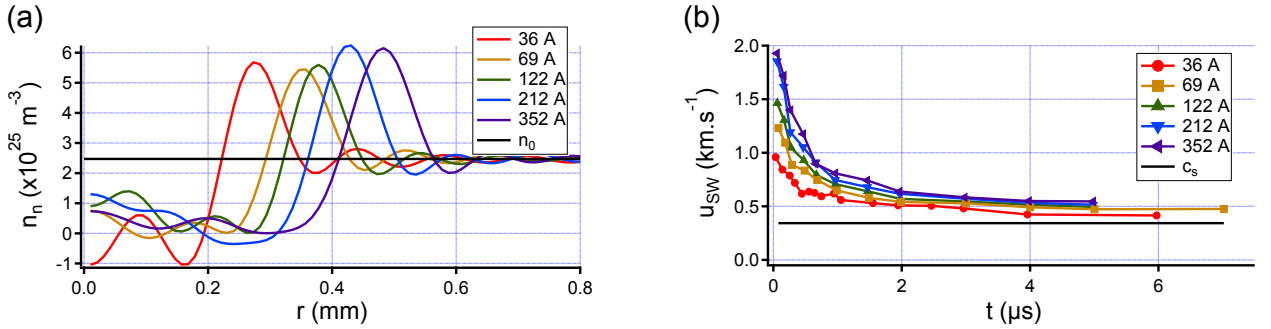 (a)
6
5
4
3
2
1
0
-1
n_n (x10^25 m^-3)
0.0
0.2
0.4
0.6
0.8
r (mm)
36 A
69 A
122 A
212 A
352 A
n_0
(b)
2.0
1.5
1.0
0.5
0.0
u_SW (km.s^-1)
0
2
4
6
t (µs)
36 A
69 A
122 A
212 A
352 A
c_s